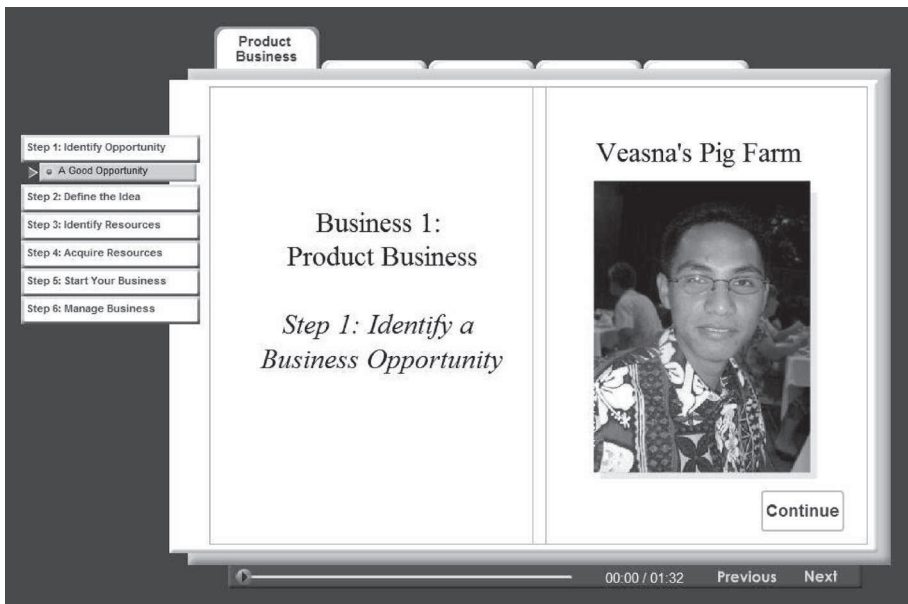 Product
Business
Step 1: Identify Opportunity
A Good Opportunity
Step 2: Define the Idea
Step 3: Identify Resources
Step 4: Acquire Resources
Step 5: Start Your Business
Step 6: Manage Business
Business 1:
Product Business
Step 1: Identify a
Business Opportunity
Veasna's Pig Farm
Continue
00:00 / 01:32
Previous
Next